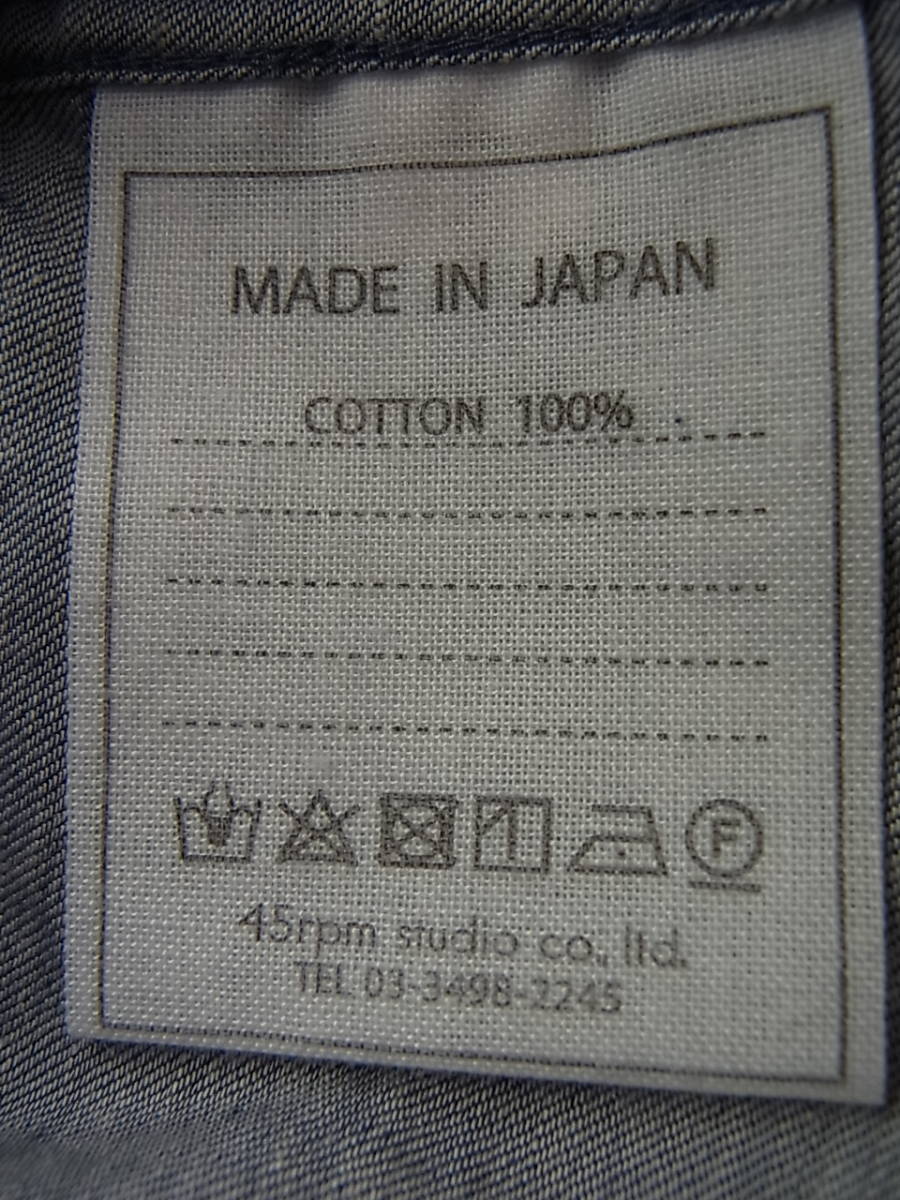 MADE IN JAPAN
COTTON 100%
F
45rpm studio co., ltd.
TEL 03-3498-2245